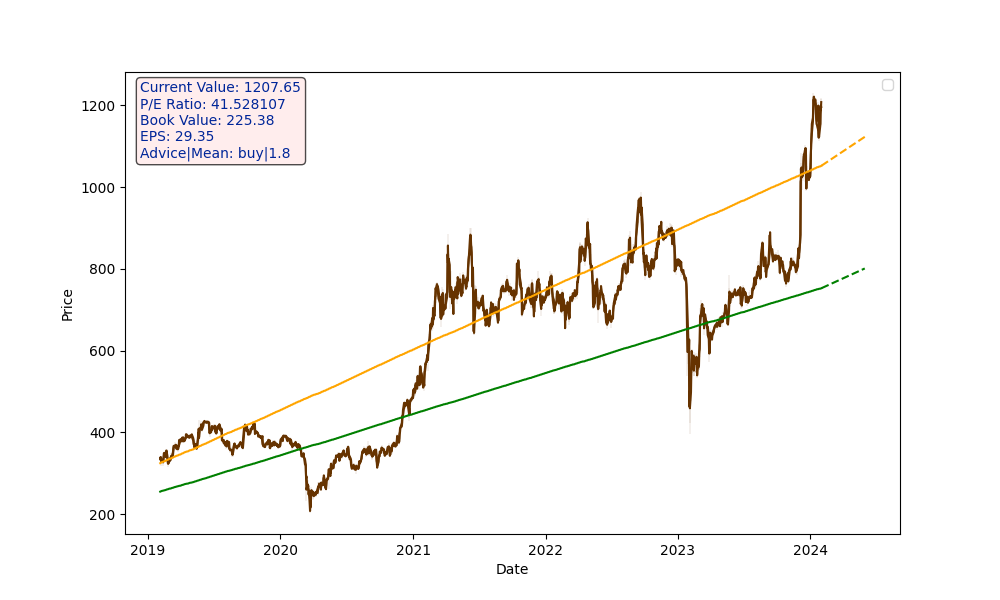 Current Value: 1207.65
P/E Ratio: 41.528107
Book Value: 225.38
EPS: 29.35
Advice|Mean: buy|1.8
1200
1000
800
600
400
200
Price
2019
2020
2021
2022
2023
2024
Date